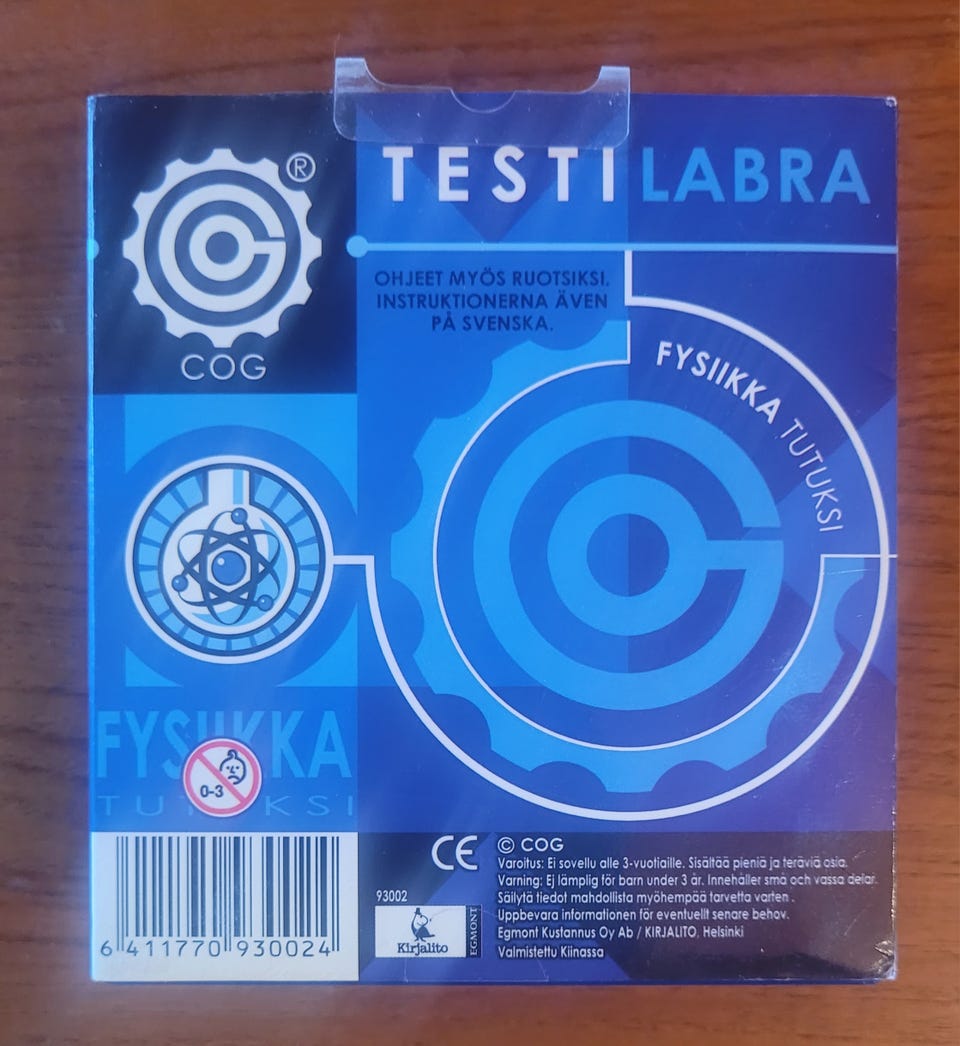 ®
COG
TESTILABRA
OHJEET MYÖS RUOTSIKSI.
INSTRUKTIONERNA ÄVEN
PÅ SVENSKA.
FYSIIKKA TUTUKSI
FYSIIKKA
TUTUKSI
0-3
6 411770 930024
CE
93002
Kirjalito
EGMONT
© COG
Varoitus: Ei sovellu alle 3-vuotiaille. Sisältää pieniä ja teräviä osia.
Varning: Ej lämplig för barn under 3 år. Innehåller små och vassa delar.
Säilytä tiedot mahdollista myöhempää tarvetta varten .
Uppbevara informationen för eventuellt senare behov.
Egmont Kustannus Oy Ab / KIRJALITO, Helsinki
Valmistettu Kiinassa